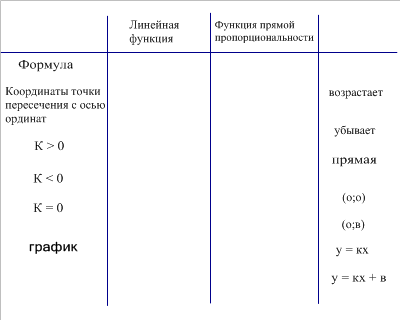 Линейная
функция
Функция прямой
пропорциональности
Формула
Координаты точки
пересечения с осью
ординат
К > 0
К < 0
К = 0
график
возрастает
убывает
прямая
(о;о)
(о;в)
у = кх
у = кх + в